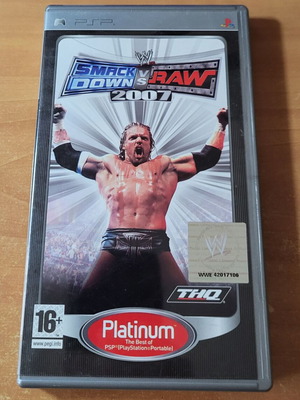 PSP
W
SMACK
DOWN VS RAW
2007
W
WWE 42017106
THQ
16+
www.pegi.info
Platinum
The Best of
PSP® (PlayStation®Portable)